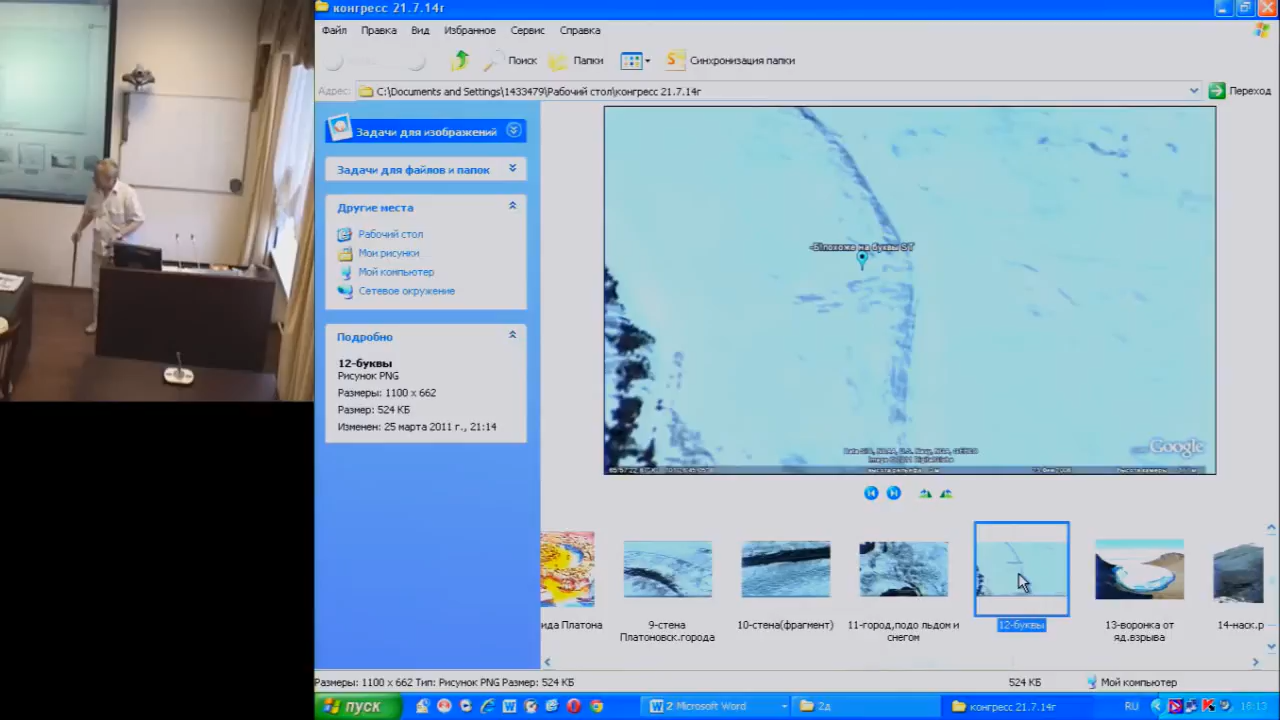 конгресс 21.7.14г
Файл Правка Вид Избранное Сервис Справка
Поиск Папки Синхронизация папки
Адрес: C:\Documents and Settings\1433479\Рабочий стол\конгресс 21.7.14г Переход
Задачи для изображений
Задачи для файлов и папок
Другие места
Рабочий стол
Мои рисунки
Мой компьютер
Сетевое окружение
Подробно
12-буквы
Рисунок PNG
Размеры: 1100 x 662
Размер: 524 КБ
Изменен: 25 марта 2011 г., 21:14
похоже на буквы
Google
ида Платона
9-стена
Платоновск.города
10-стена(фрагмент)
11-город,подо льдом и
снегом
12-буквы
13-воронка от
яд.взрыва
14-наск.р
Размеры: 1100 x 662 Тип: Рисунок PNG Размер: 524 КБ 524 КБ Мой компьютер
пуск 2 Microsoft Word 2д конгресс 21.7.14г RU 16:13